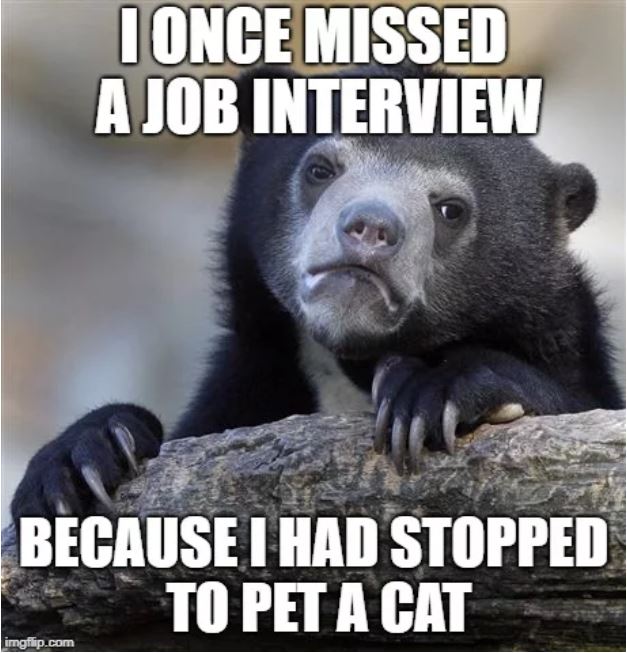 I ONCE MISSED
A JOB INTERVIEW
BECAUSE I HAD STOPPED
TO PET A CAT
imgflip.com